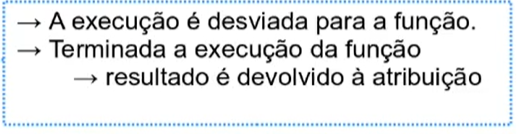 → A execução é desviada para a função.
→ Terminada a execução da função
→ resultado é devolvido à atribuição